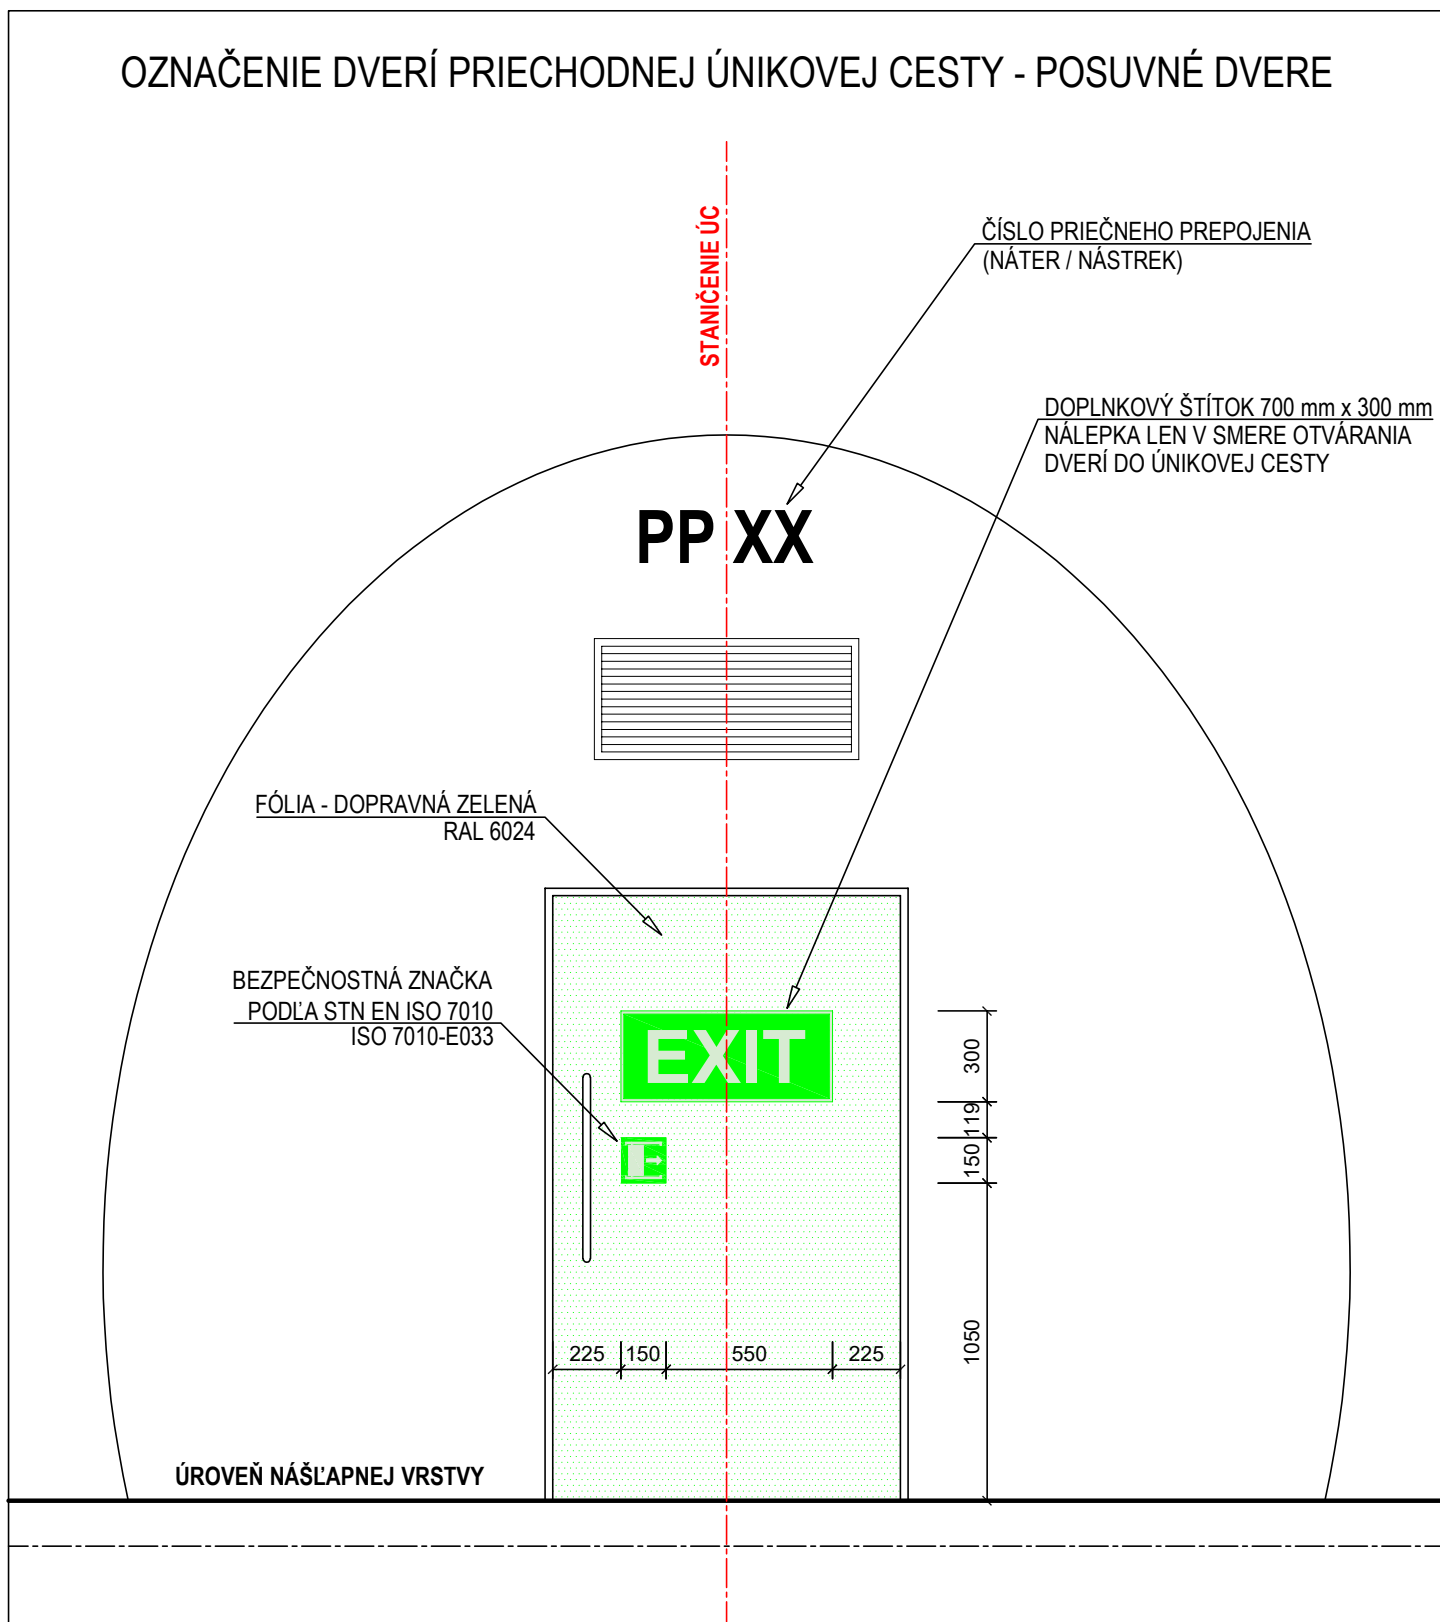 OZNAČENIE DVERÍ PRIECHODNEJ ÚNIKOVEJ CESTY - POSUVNÉ DVERE
STANIČENIE ÚC
ČÍSLO PRIEČNEHO PREPOJENIA
(NÁTER / NÁSTREK)
DOPLNKOVÝ ŠTÍTOK 700 mm x 300 mm
NÁLEPKA LEN V SMERE OTVÁRANIA
DVERÍ DO ÚNIKOVEJ CESTY
PP XX
FÓLIA - DOPRAVNÁ ZELENÁ
RAL 6024
BEZPEČNOSTNÁ ZNAČKA
PODĽA STN EN ISO 7010
ISO 7010-E033
EXIT
300
119
150
1050
225 150 550 225
ÚROVEŇ NÁŠĽAPNEJ VRSTVY